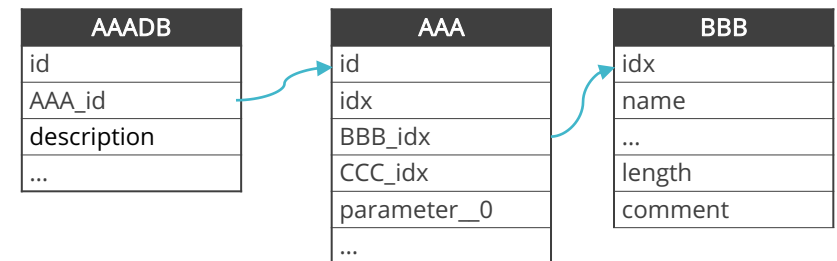 AAADB
id
AAA_id
description
...
AAA
id
idx
BBB_idx
CCC_idx
parameter__0
...
BBB
idx
name
...
length
comment